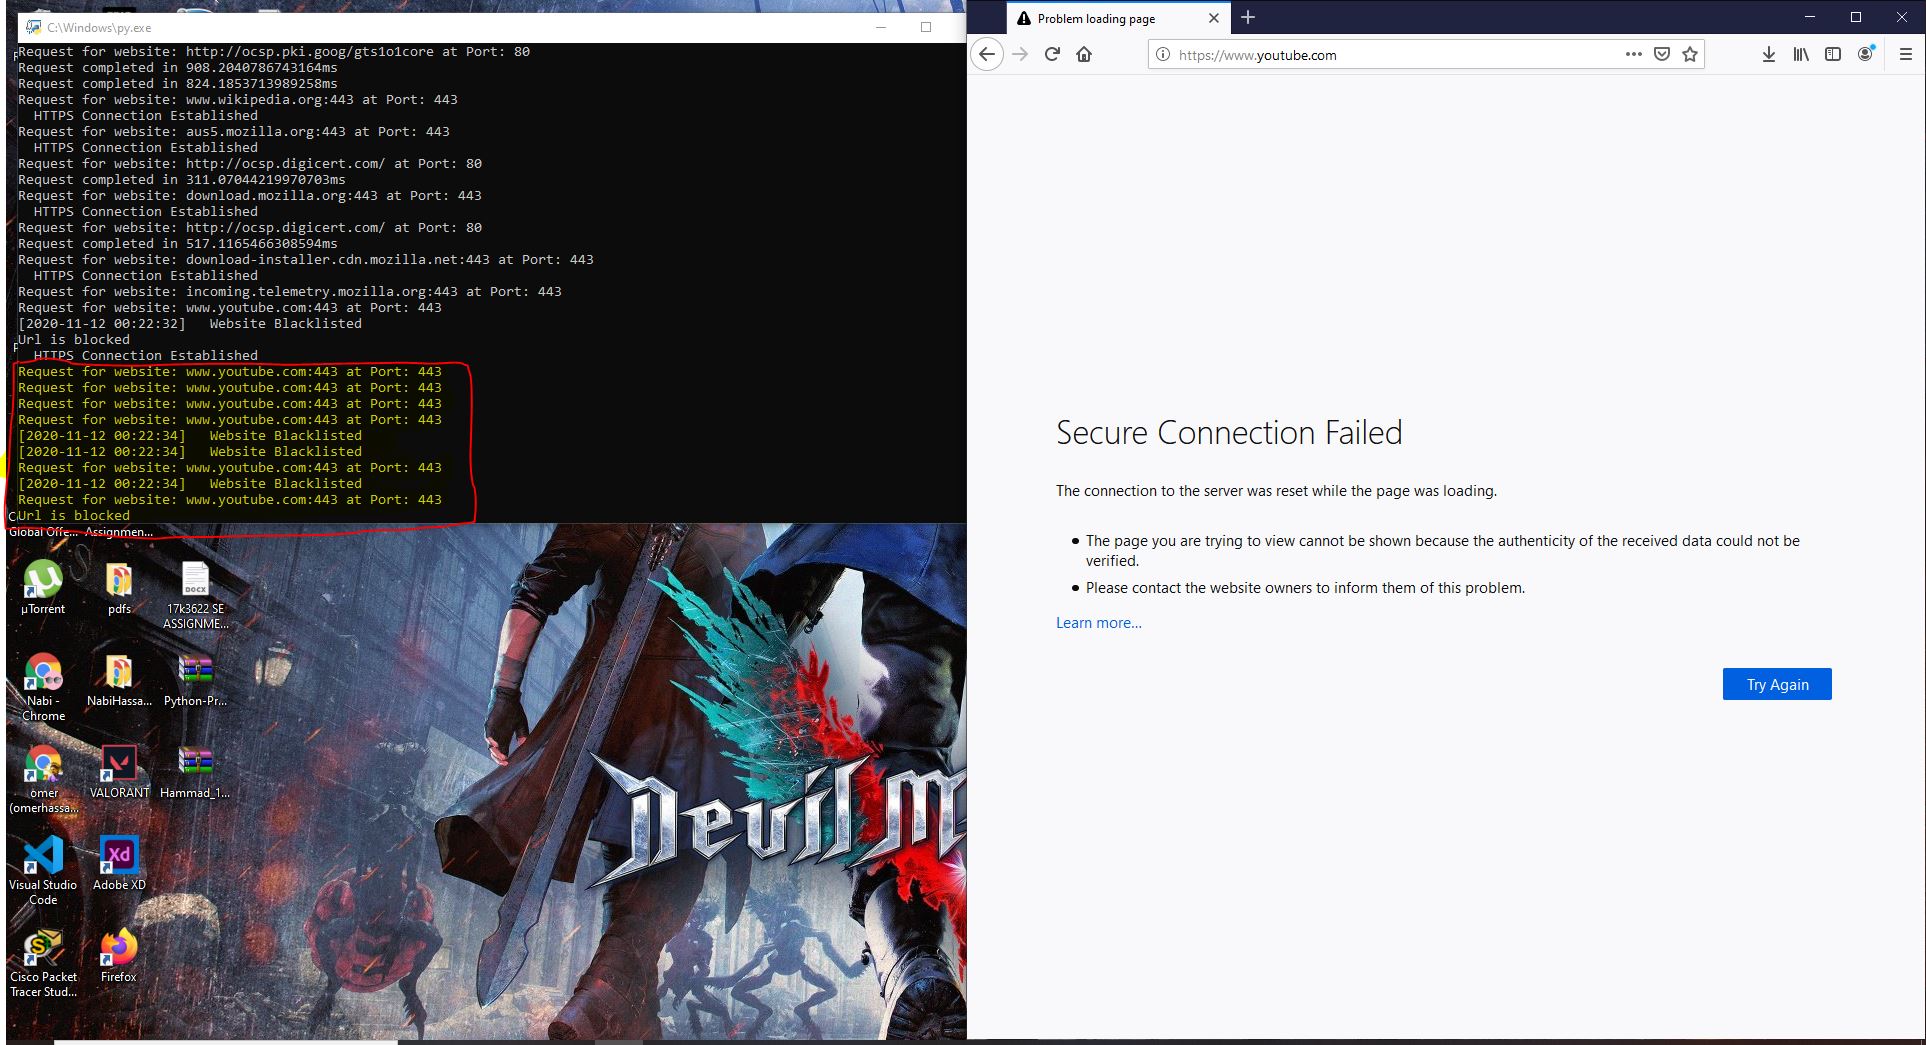 C:\Windows\py.exe
Request for website: http://ocsp.pki.goog/gts1o1core at Port: 80
Request completed in 908.2040786743164ms
Request completed in 824.1853713989258ms
Request for website: www.wikipedia.org:443 at Port: 443
HTTPS Connection Established
Request for website: aus5.mozilla.org:443 at Port: 443
HTTPS Connection Established
Request for website: http://ocsp.digicert.com/ at Port: 80
Request completed in 311.07044219970703ms
Request for website: download.mozilla.org:443 at Port: 443
HTTPS Connection Established
Request for website: http://ocsp.digicert.com/ at Port: 80
Request completed in 517.1165466308594ms
Request for website: download-installer.cdn.mozilla.net:443 at Port: 443
HTTPS Connection Established
Request for website: incoming.telemetry.mozilla.org:443 at Port: 443
Request for website: www.youtube.com:443 at Port: 443
[2020-11-12 00:22:32]   Website Blacklisted
Url is blocked
HTTPS Connection Established
Request for website: www.youtube.com:443 at Port: 443
Request for website: www.youtube.com:443 at Port: 443
Request for website: www.youtube.com:443 at Port: 443
Request for website: www.youtube.com:443 at Port: 443
[2020-11-12 00:22:34]   Website Blacklisted
[2020-11-12 00:22:34]   Website Blacklisted
Request for website: www.youtube.com:443 at Port: 443
[2020-11-12 00:22:34]   Website Blacklisted
Request for website: www.youtube.com:443 at Port: 443
Url is blocked
Global Offe...
Assignmen...
µTorrent
pdfs
DOCX
17k3622 SE
ASSIGNME...
Nabi -
Chrome
NabiHassa...
Python-Pr...
omer
(omerhassa...
VALORANT
Hammad_1...
Visual Studio
Code
Xd
Adobe XD
Cisco Packet
Tracer Stud...
Firefox
Devil M
Problem loading page
https://www.youtube.com
Secure Connection Failed
The connection to the server was reset while the page was loading.
The page you are trying to view cannot be shown because the authenticity of the received data could not be
verified.
Please contact the website owners to inform them of this problem.
Learn more...
Try Again